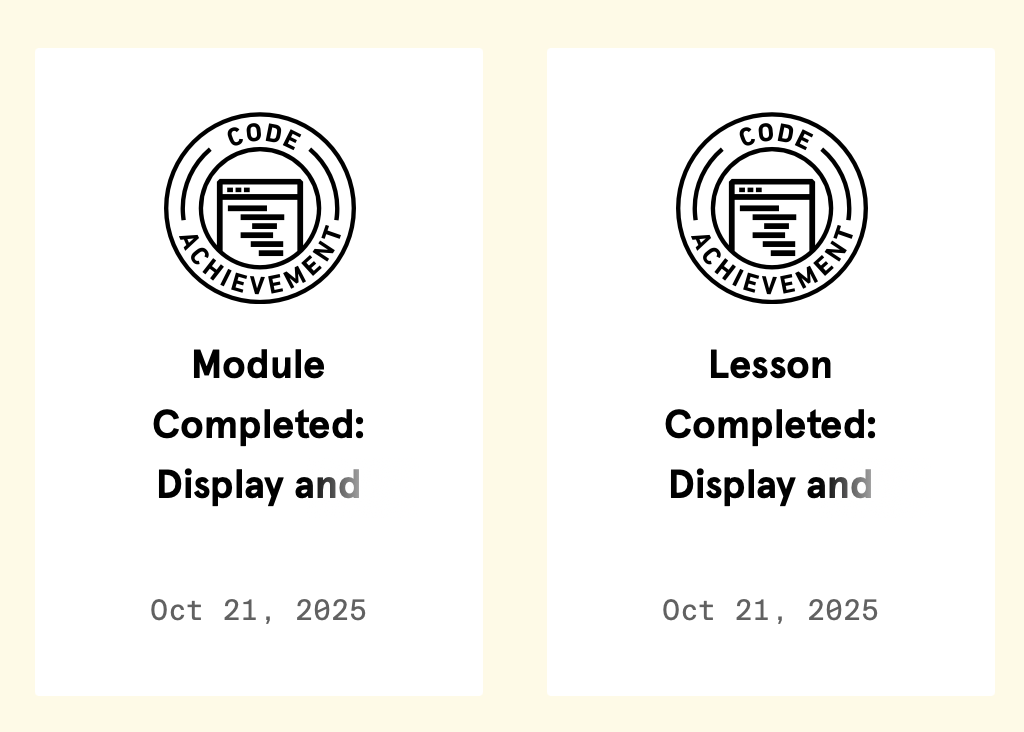 CODE
ACHIEVEMENT
Module
Completed:
Display and
Oct 21, 2025
CODE
ACHIEVEMENT
Lesson
Completed:
Display and
Oct 21, 2025